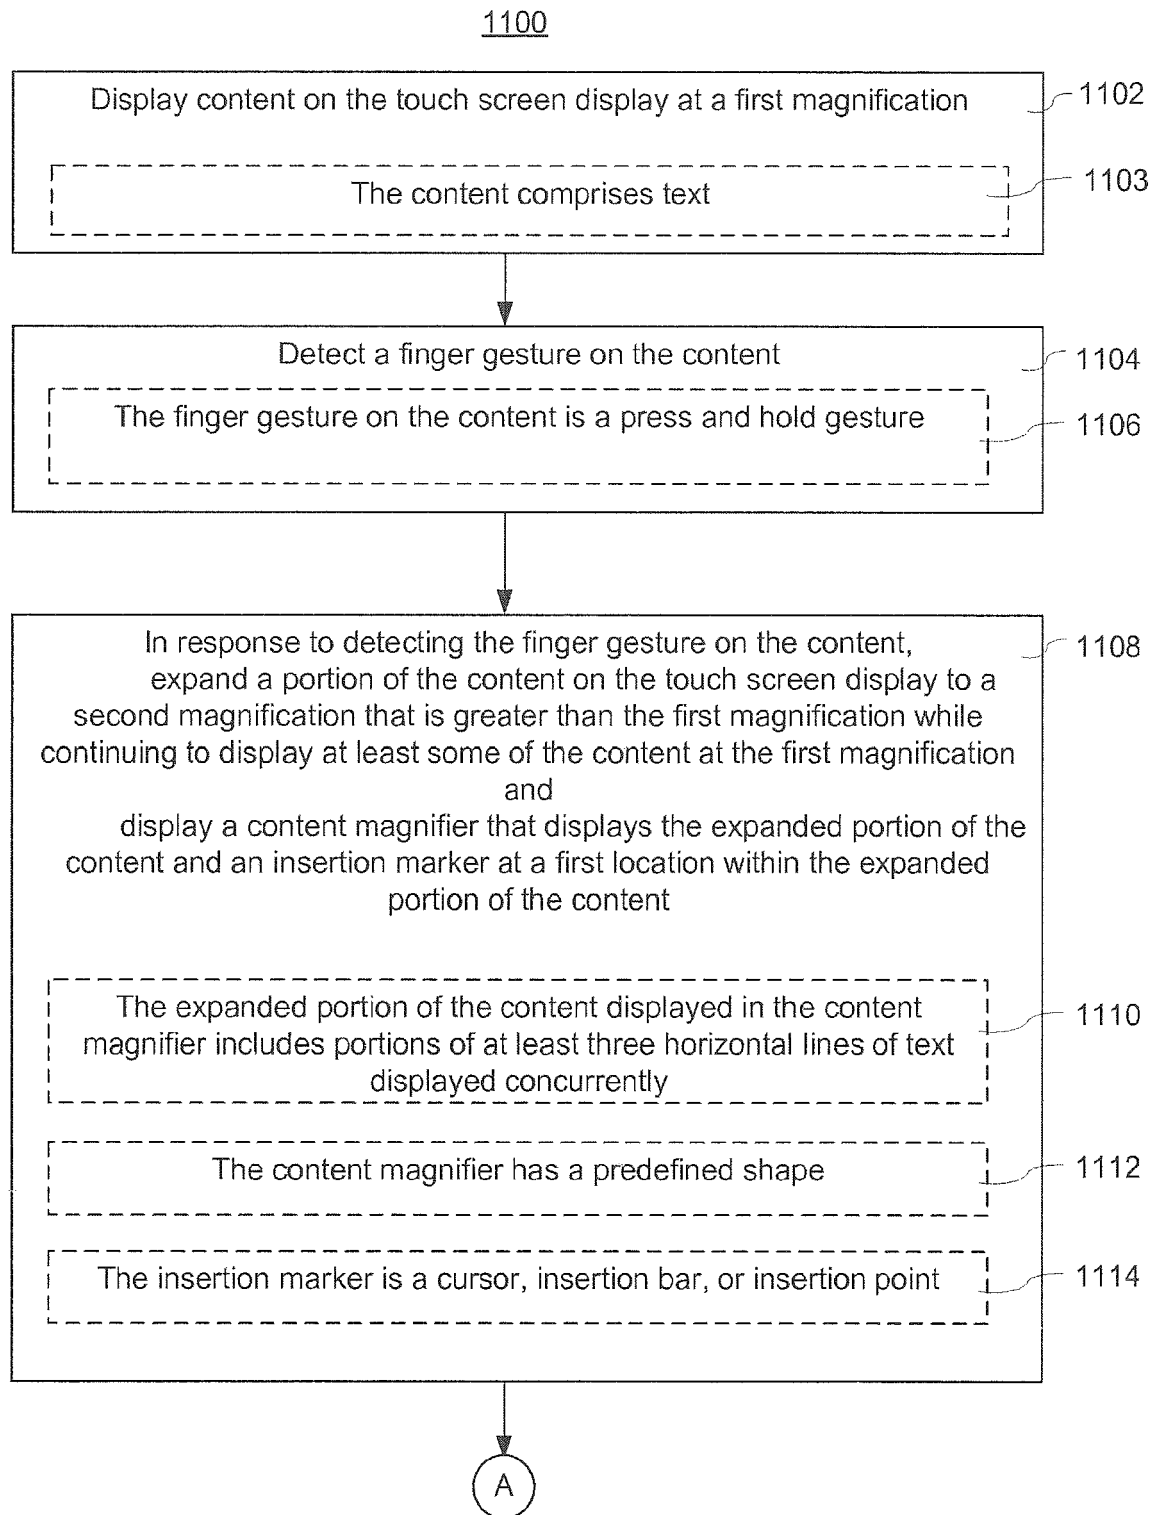 1100
Display content on the touch screen display at a first magnification
1102
The content comprises text
1103
Detect a finger gesture on the content
1104
The finger gesture on the content is a press and hold gesture
1106
In response to detecting the finger gesture on the content,
1108
expand a portion of the content on the touch screen display to a
second magnification that is greater than the first magnification while
continuing to display at least some of the content at the first magnification
and
display a content magnifier that displays the expanded portion of the
content and an insertion marker at a first location within the expanded
portion of the content
The expanded portion of the content displayed in the content
1110
magnifier includes portions of at least three horizontal lines of text
displayed concurrently
The content magnifier has a predefined shape
1112
The insertion marker is a cursor, insertion bar, or insertion point
1114
A